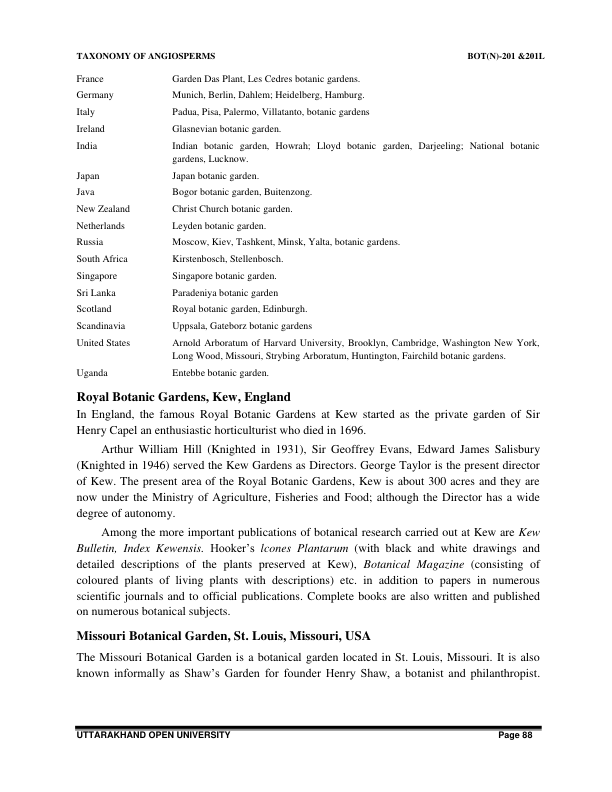 TAXONOMY OF ANGIOSPERMS BOT(N)-201 &201L
France Garden Das Plant, Les Cedres botanic gardens.
Germany Munich, Berlin, Dahlem; Heidelberg, Hamburg.
Italy Padua, Pisa, Palermo, Villatanto, botanic gardens
Ireland Glasnevian botanic garden.
India Indian botanic garden, Howrah; Lloyd botanic garden, Darjeeling; National botanic
gardens, Lucknow.
Japan Japan botanic garden.
Java Bogor botanic garden, Buitenzong.
New Zealand Christ Church botanic garden.
Netherlands Leyden botanic garden.
Russia Moscow, Kiev, Tashkent, Minsk, Yalta, botanic gardens.
South Africa Kirstenbosch, Stellenbosch.
Singapore Singapore botanic garden.
Sri Lanka Paradeniya botanic garden
Scotland Royal botanic garden, Edinburgh.
Scandinavia Uppsala, Gateborz botanic gardens
United States Arnold Arboratum of Harvard University, Brooklyn, Cambridge, Washington New York,
Long Wood, Missouri, Strybing Arboratum, Huntington, Fairchild botanic gardens.
Uganda Entebbe botanic garden.
Royal Botanic Gardens, Kew, England
In England, the famous Royal Botanic Gardens at Kew started as the private garden of Sir
Henry Capel an enthusiastic horticulturist who died in 1696.
Arthur William Hill (Knighted in 1931), Sir Geoffrey Evans, Edward James Salisbury
(Knighted in 1946) served the Kew Gardens as Directors. George Taylor is the present director
of Kew. The present area of the Royal Botanic Gardens, Kew is about 300 acres and they are
now under the Ministry of Agriculture, Fisheries and Food; although the Director has a wide
degree of autonomy.
Among the more important publications of botanical research carried out at Kew are Kew
Bulletin, Index Kewensis. Hooker's lcones Plantarum (with black and white drawings and
detailed descriptions of the plants preserved at Kew), Botanical Magazine (consisting of
coloured plants of living plants with descriptions) etc. in addition to papers in numerous
scientific journals and to official publications. Complete books are also written and published
on numerous botanical subjects.
Missouri Botanical Garden, St. Louis, Missouri, USA
The Missouri Botanical Garden is a botanical garden located in St. Louis, Missouri. It is also
known informally as Shaw's Garden for founder Henry Shaw, a botanist and philanthropist.
UTTARAKHAND OPEN UNIVERSITY Page 88